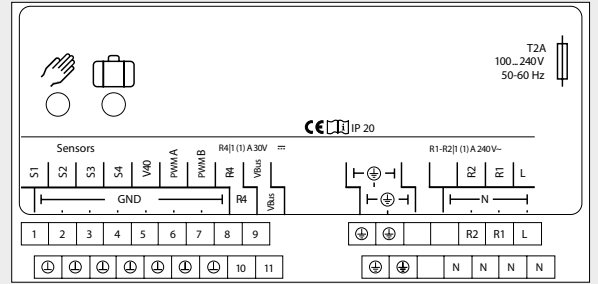 T2A
100...240 V
50-60 Hz
CE i IP 20
Sensors R4|1 (1) A 30V ⎓ R1-R2|1 (1) A 240 V~
S1 S2 S3 S4 V40 PWM A PWM B R4 VBus R2 R1 L
GND R4 VBus N
1 2 3 4 5 6 7 8 9 R2 R1 L
10 11 N N N N